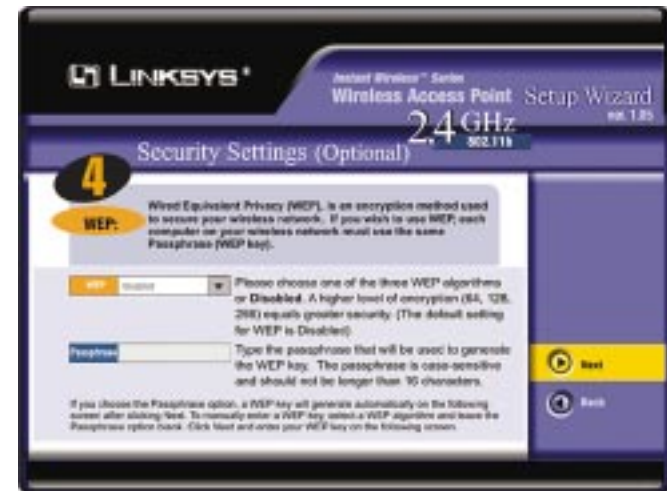 LINKSYS®
Instant Wireless™ Series
Wireless Access Point Setup Wizard
ver. 1.05
2.4 GHz
802.11b
Security Settings (Optional)
4
WEP:
Wired Equivalent Privacy (WEP), is an encryption method used
to secure your wireless network. If you wish to use WEP, each
computer on your wireless network must use the same
Passphrase (WEP key).
WEP
Please choose one of the three WEP algorithms
or Disabled. A higher level of encryption (64, 128,
256) equals greater security. (The default setting
for WEP is Disabled)
Passphrase
Type the passphrase that will be used to generate
the WEP key. The passphrase is case-sensitive
and should not be longer than 16 characters.
If you choose the Passphrase option, a WEP key will generate automatically on the following
screen after clicking Next. To manually enter a WEP key, select a WEP algorithm and leave the
Passphrase option blank. Click Next and enter your WEP key on the following screen.
Next
Back